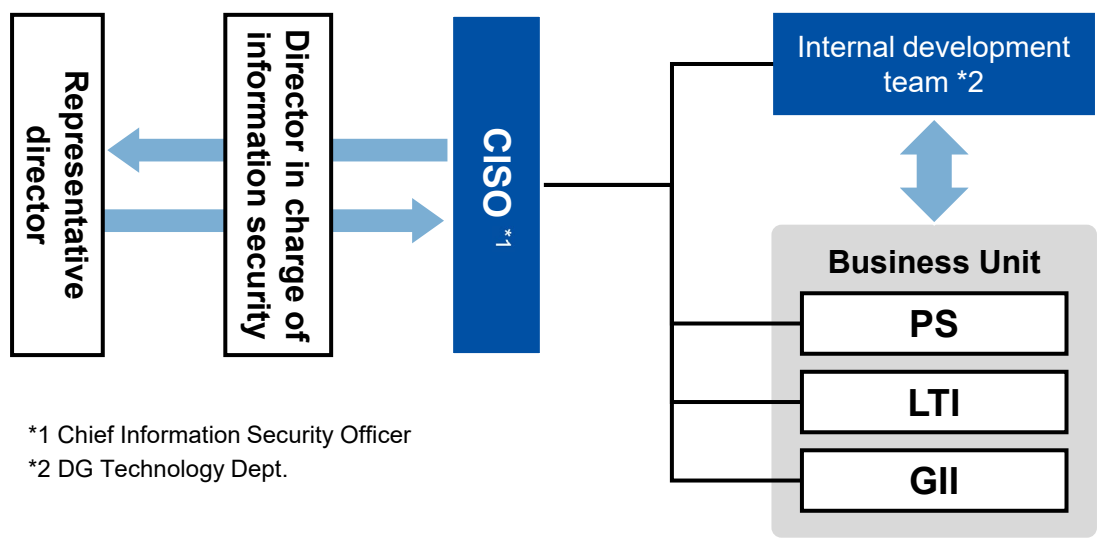 Representative
director
Director in charge of
information security
CISO *1
Internal development
team *2
Business Unit
PS
LTI
GII
*1 Chief Information Security Officer
*2 DG Technology Dept.